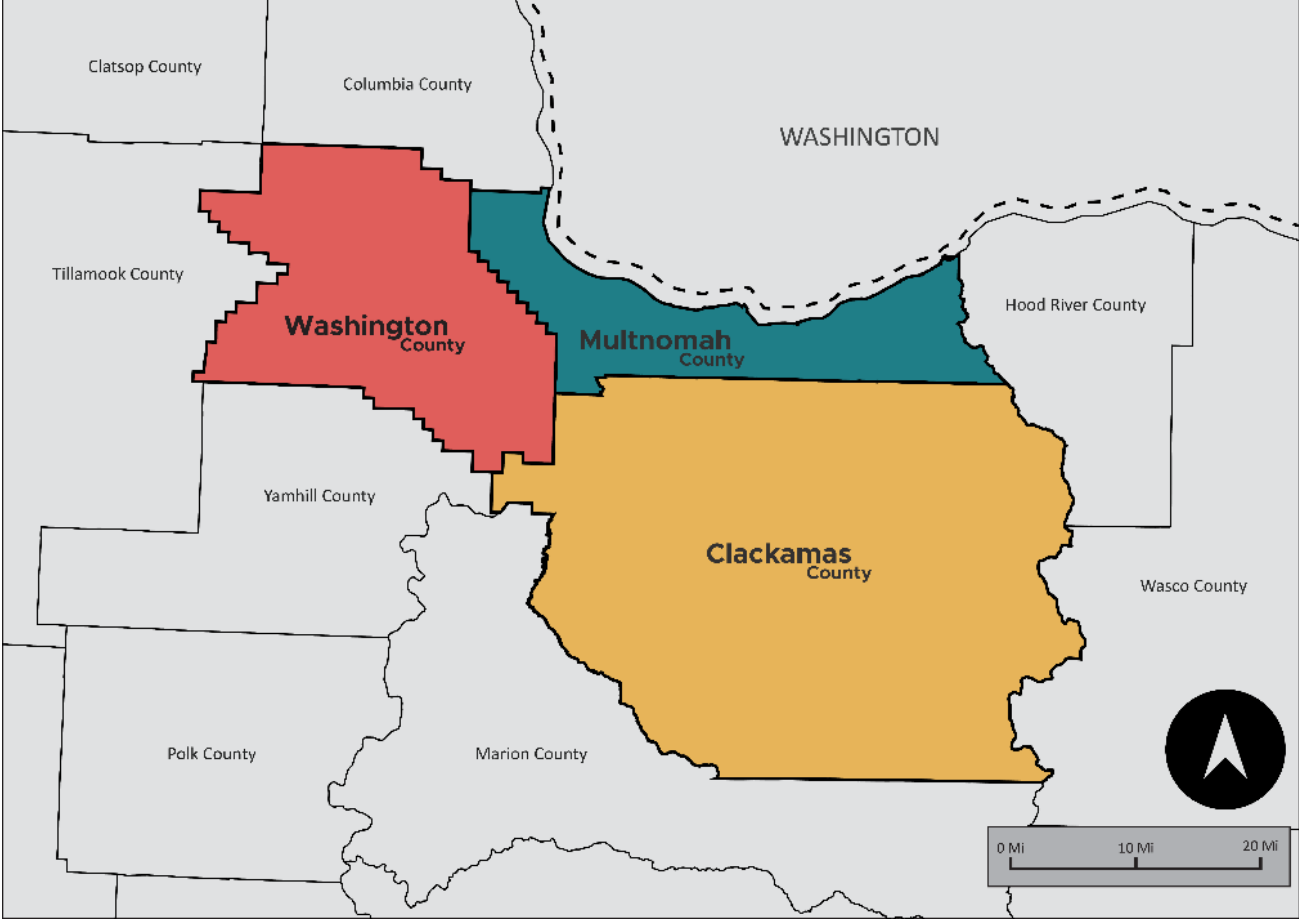 Clatsop County
Columbia County
WASHINGTON
Tillamook County
Hood River County
Washington
County
Multnomah
County
Yamhill County
Clackamas
County
Wasco County
Polk County
Marion County
0 Mi 10 Mi 20 Mi